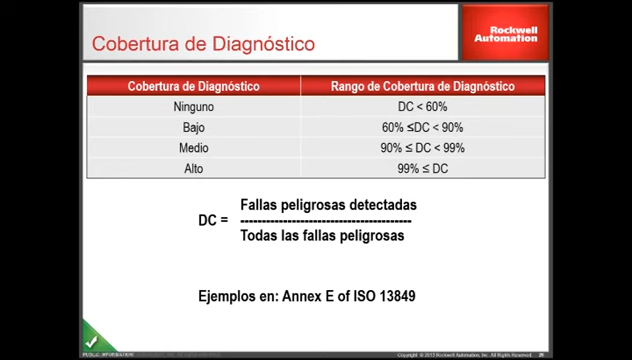 Cobertura de Diagnóstico
Rockwell
Automation
Cobertura de Diagnóstico Rango de Cobertura de Diagnóstico
Ninguno DC < 60%
Bajo 60% ≤DC < 90%
Medio 90% ≤ DC < 99%
Alto 99% ≤ DC
Fallas peligrosas detectadas
DC = -----------------------------------------
Todas las fallas peligrosas
Ejemplos en: Annex E of ISO 13849
Copyright © 2013 Rockwell Automation, Inc. All Rights Reserved.